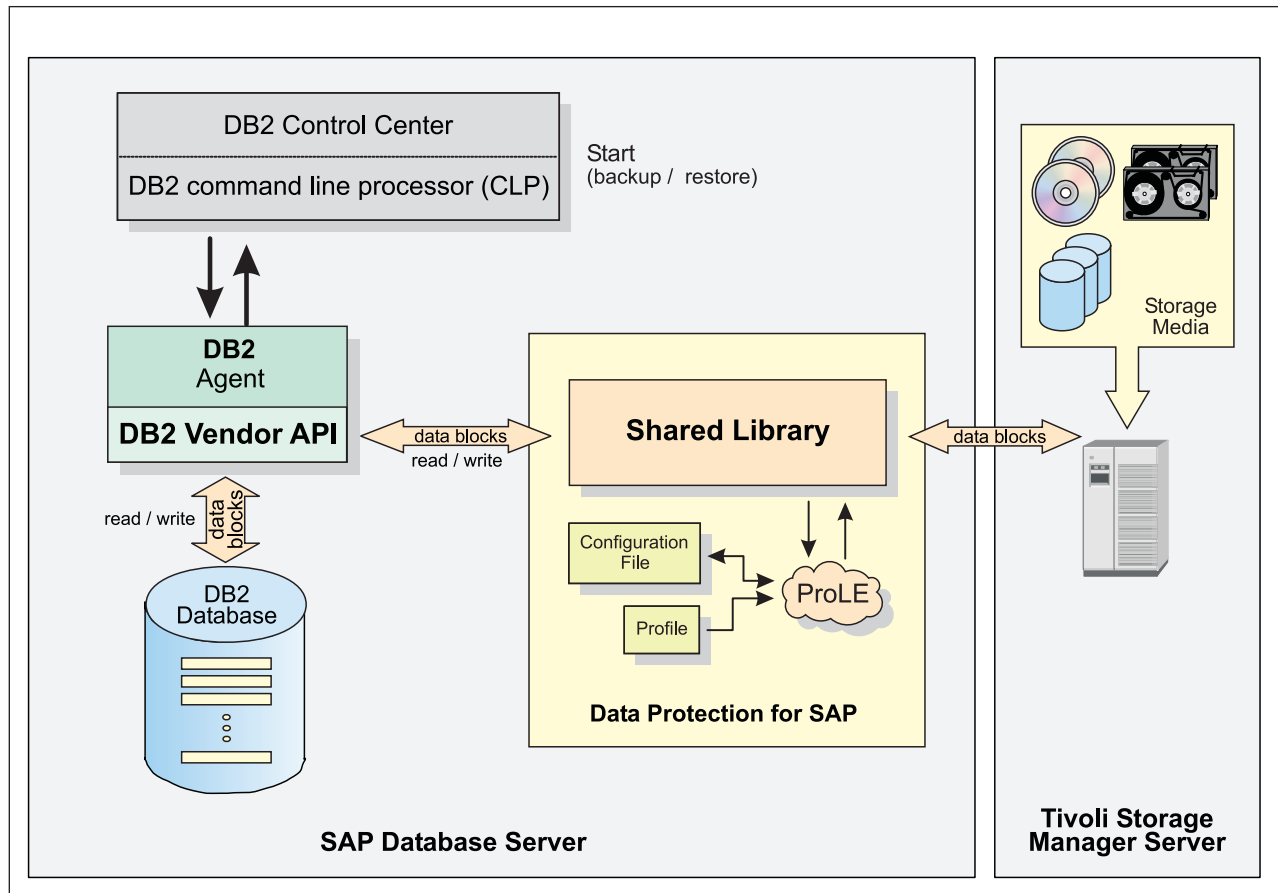 DB2 Control Center
DB2 command line processor (CLP)
Start
(backup / restore)
DB2
Agent
DB2 Vendor API
data blocks
read / write
Shared Library
data blocks
Storage
Media
read / write
data
blocks
DB2
Database
Configuration
File
Profile
ProLE
Data Protection for SAP
SAP Database Server
Tivoli Storage
Manager Server